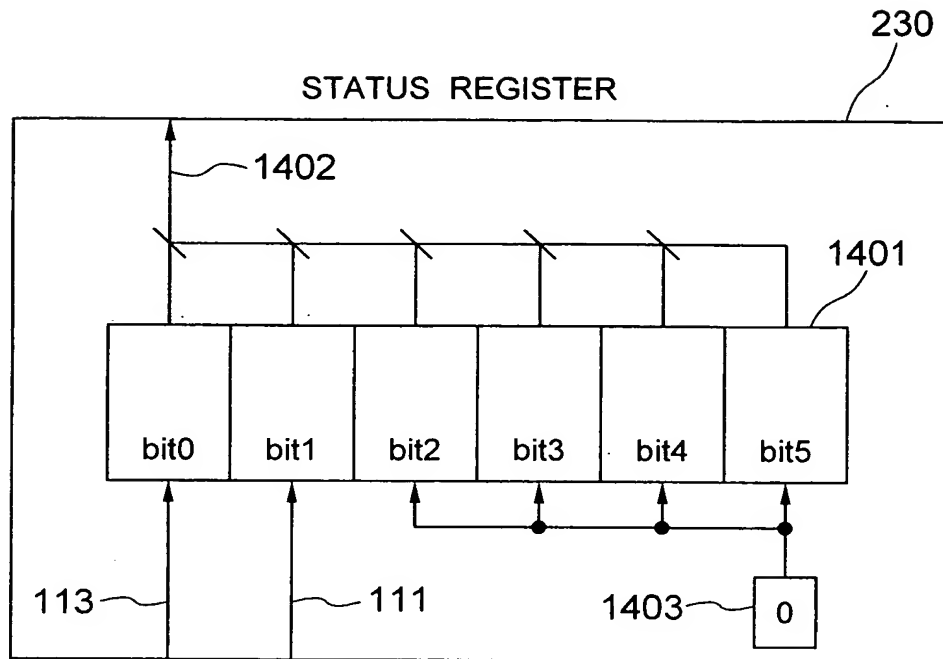 230
STATUS REGISTER
1402
1401
bit0 bit1 bit2 bit3 bit4 bit5
113 111 1403 0